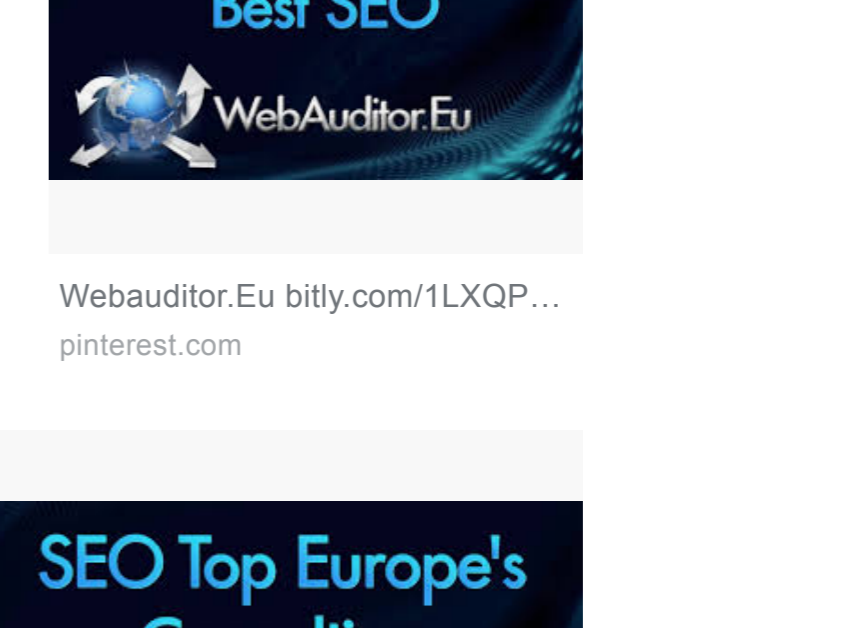 Best SEO
WebAuditor.Eu
Webauditor.Eu bitly.com/1LXQP…
pinterest.com
SEO Top Europe's